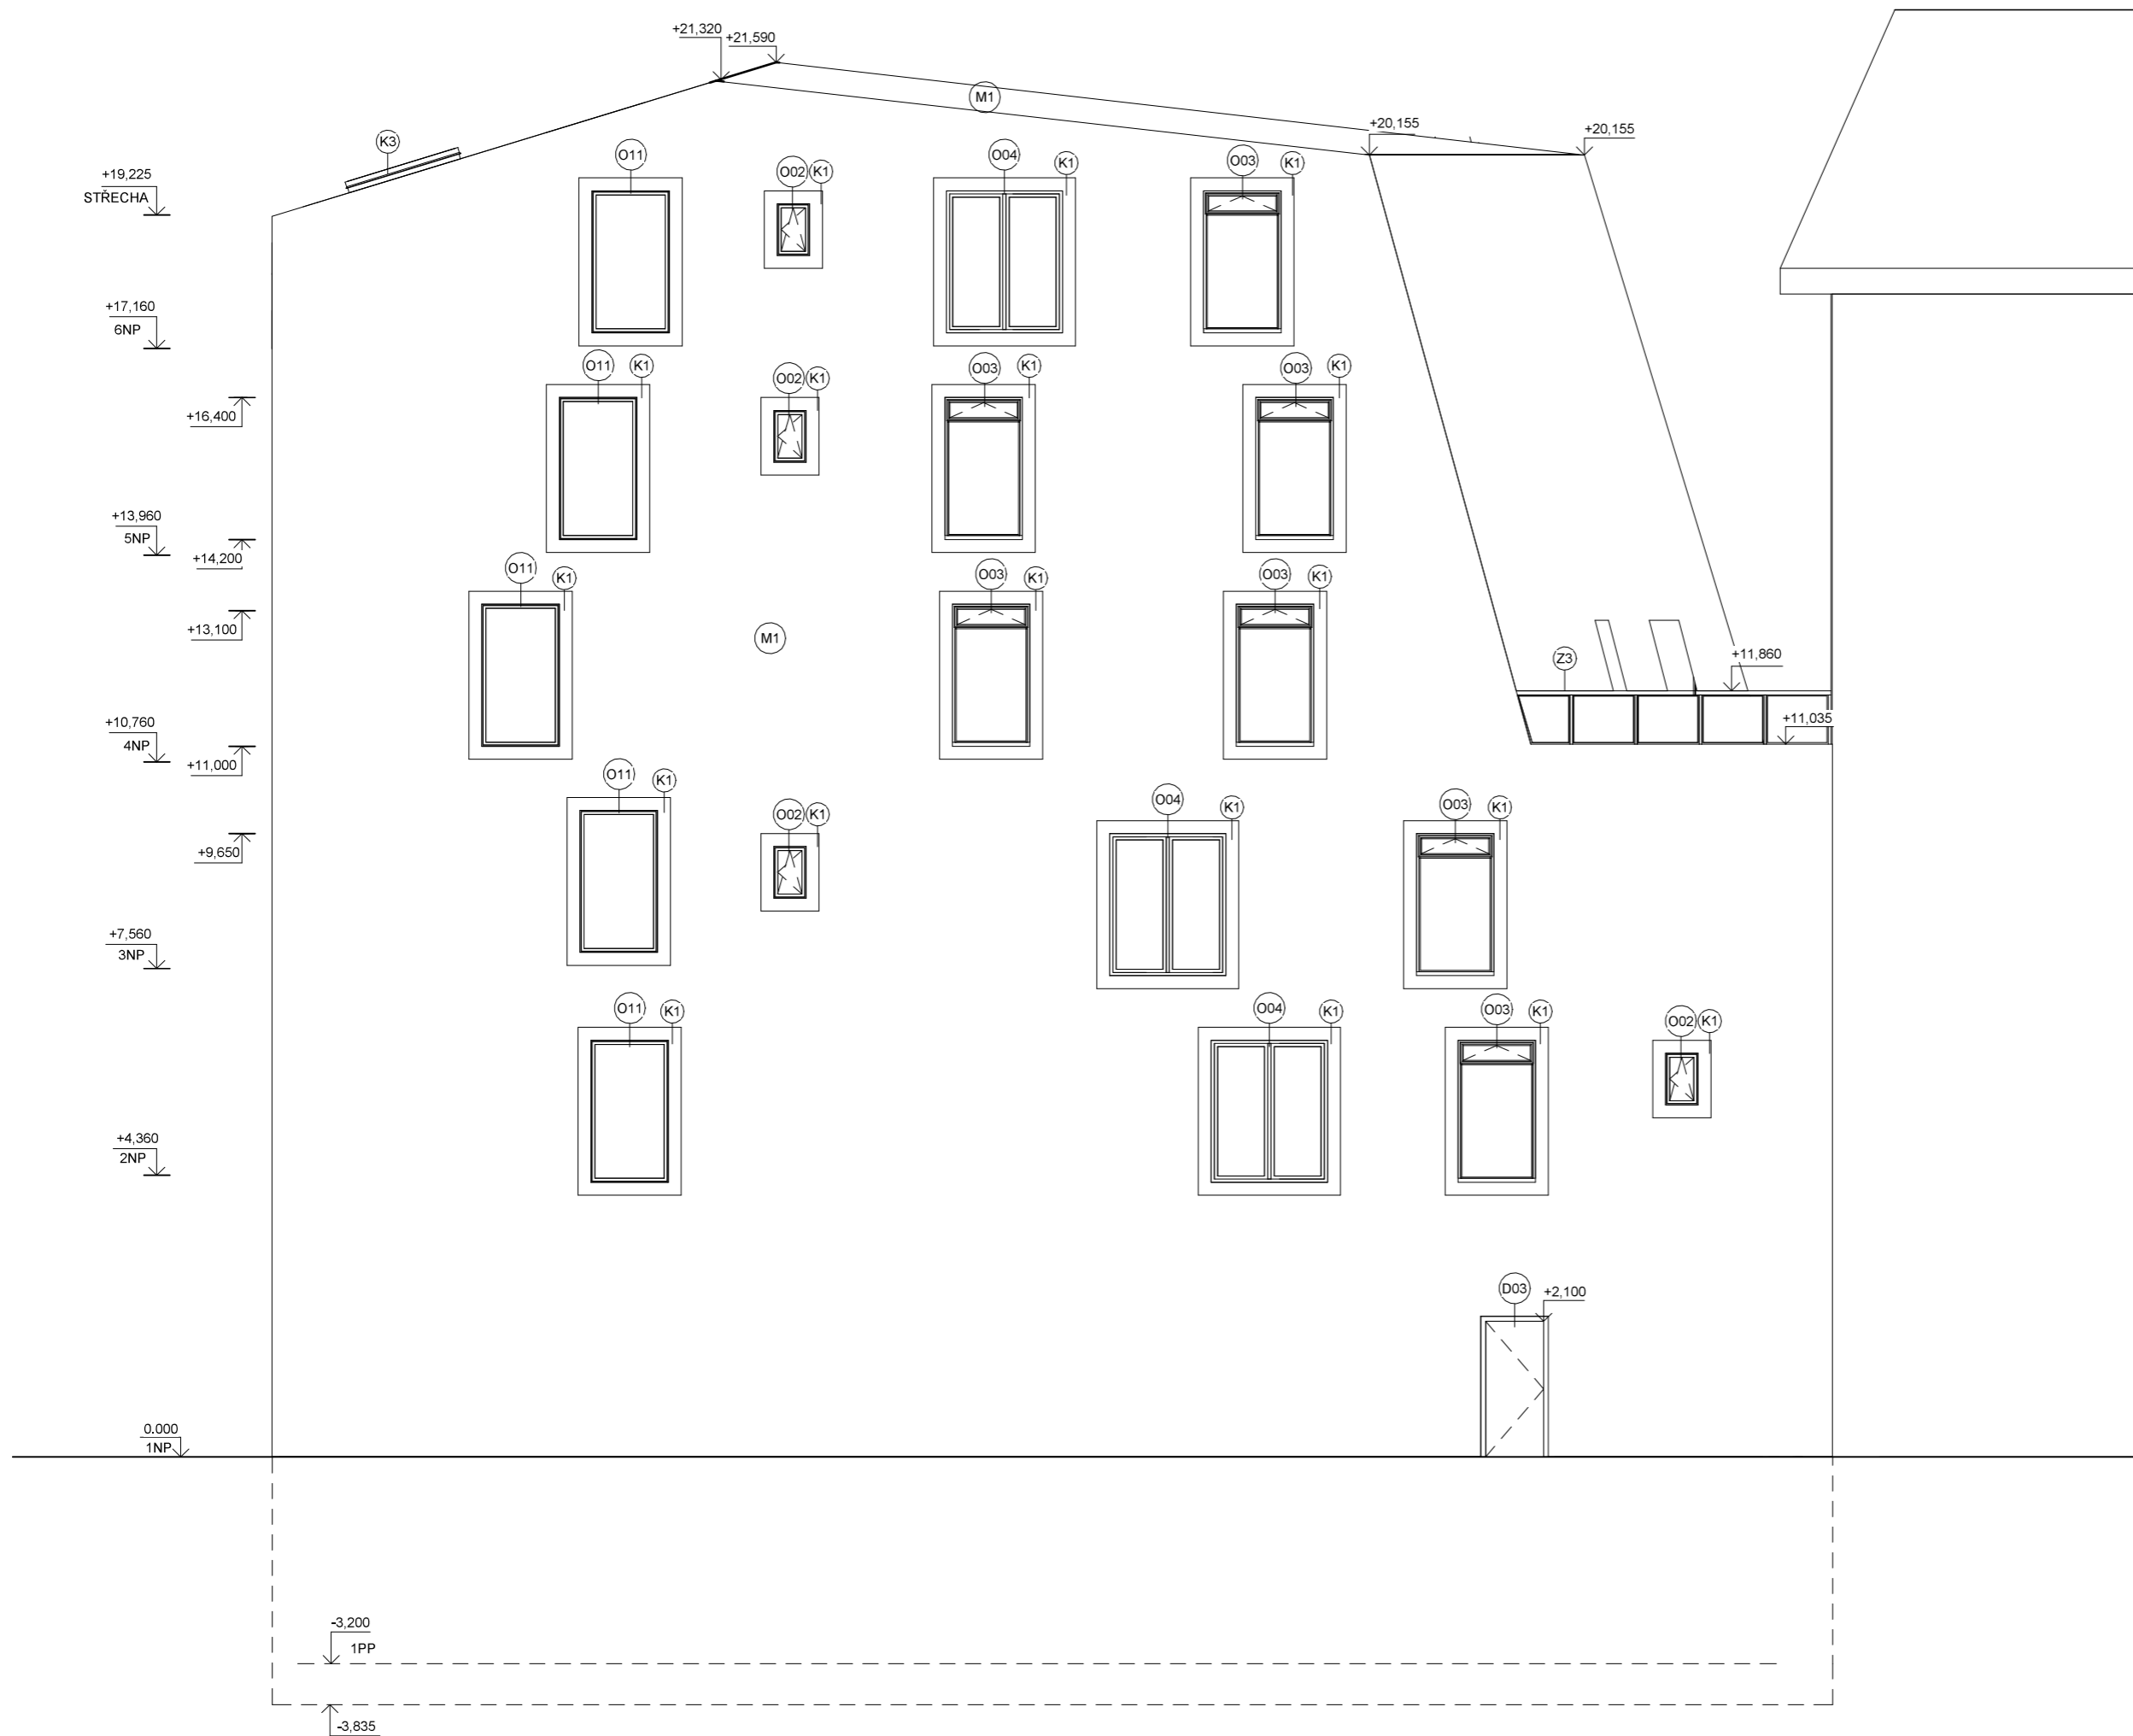 +21,320
+21,590
M1
+20,155
+20,155
K3
O11
O02
K1
O04
K1
O03
K1
+19,225
STŘECHA
+17,160
6NP
O11
K1
O02
K1
O03
K1
O03
K1
+16,400
+13,960
5NP
+14,200
O11
K1
O03
K1
O03
K1
+13,100
M1
Z3
+11,860
+11,035
+10,760
4NP
+11,000
O11
K1
O02
K1
O04
K1
O03
K1
+9,650
+7,560
3NP
O11
K1
O04
K1
O03
K1
O02
K1
+4,360
2NP
D03
+2,100
0.000
1NP
-3,200
1PP
-3,835